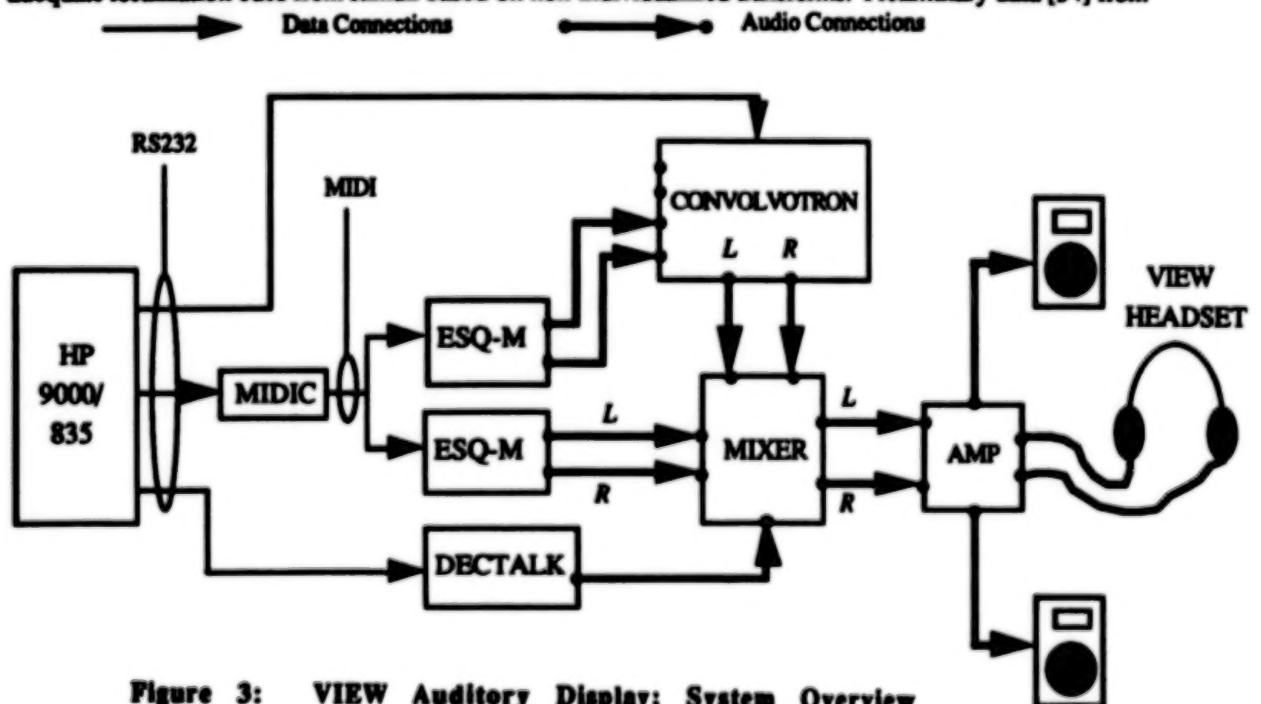 Data Connections
Audio Connections
RS232
MIDI
CONVOLVOTRON
L R
HP
9000/
835
MIDIC
ESQ-M
ESQ-M
L
R
MIXER
L
R
AMP
VIEW
HEADSET
DECTALK
Figure 3: VIEW Auditory Display: System Overview